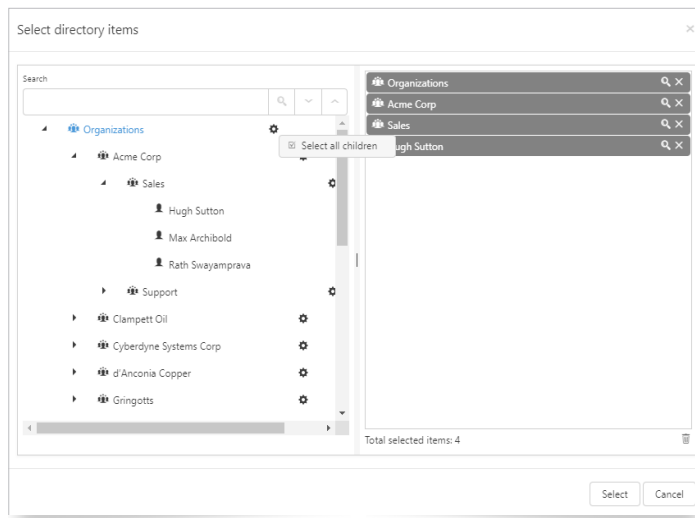 Select directory items
Search
Organizations
Select all children
Acme Corp
Sales
Hugh Sutton
Max Archibold
Rath Swayamprava
Support
Clampett Oil
Cyberdyne Systems Corp
d'Anconia Copper
Gringotts
Organizations
Acme Corp
Sales
ugh Sutton
Total selected items: 4
Select
Cancel